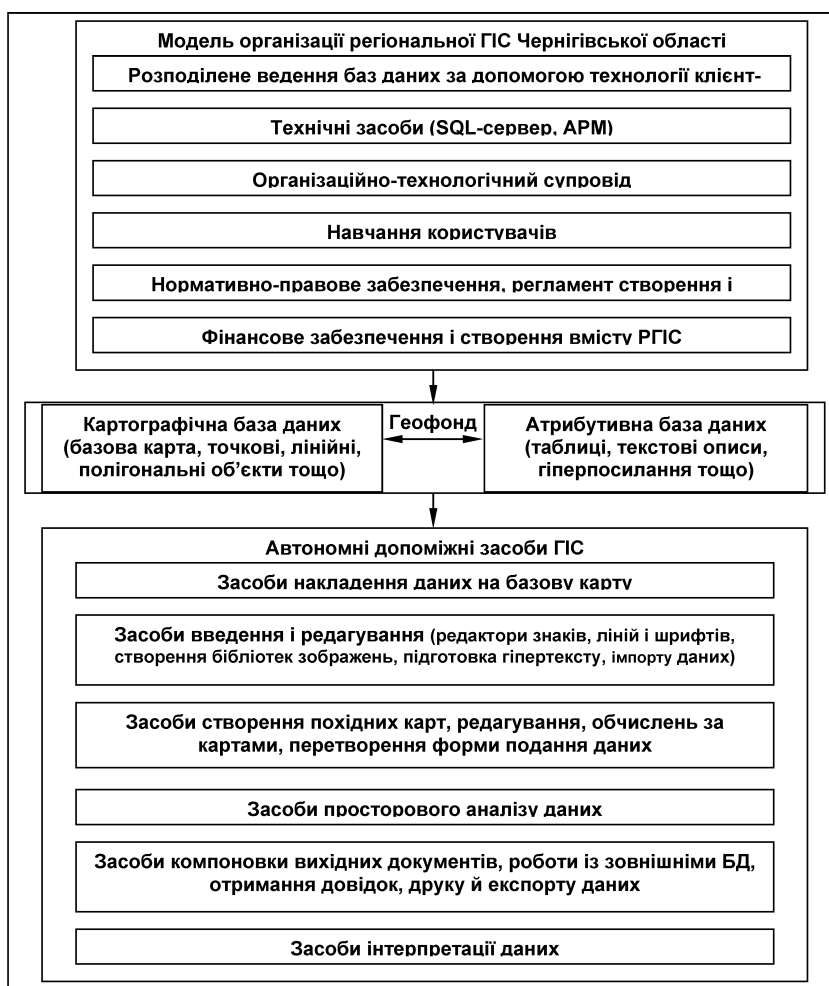 Модель організації регіональної ГІС Чернігівської області
Розподілене ведення баз даних за допомогою технології клієнт-
Технічні засоби (SQL-сервер, АРМ)
Організаційно-технологічний супровід
Навчання користувачів
Нормативно-правове забезпечення, регламент створення і
Фінансове забезпечення і створення вмісту РГІС
Картографічна база даних
(базова карта, точкові, лінійні,
полігональні об’єкти тощо)
Геофонд
Атрибутивна база даних
(таблиці, текстові описи,
гіперпосилання тощо)
Автономні допоміжні засоби ГІС
Засоби накладення даних на базову карту
Засоби введення і редагування (редактори знаків, ліній і шрифтів,
створення бібліотек зображень, підготовка гіпертексту, імпорту даних)
Засоби створення похідних карт, редагування, обчислень за
картами, перетворення форми подання даних
Засоби просторового аналізу даних
Засоби компоновки вихідних документів, роботи із зовнішніми БД,
отримання довідок, друку й експорту даних
Засоби інтерпретації даних